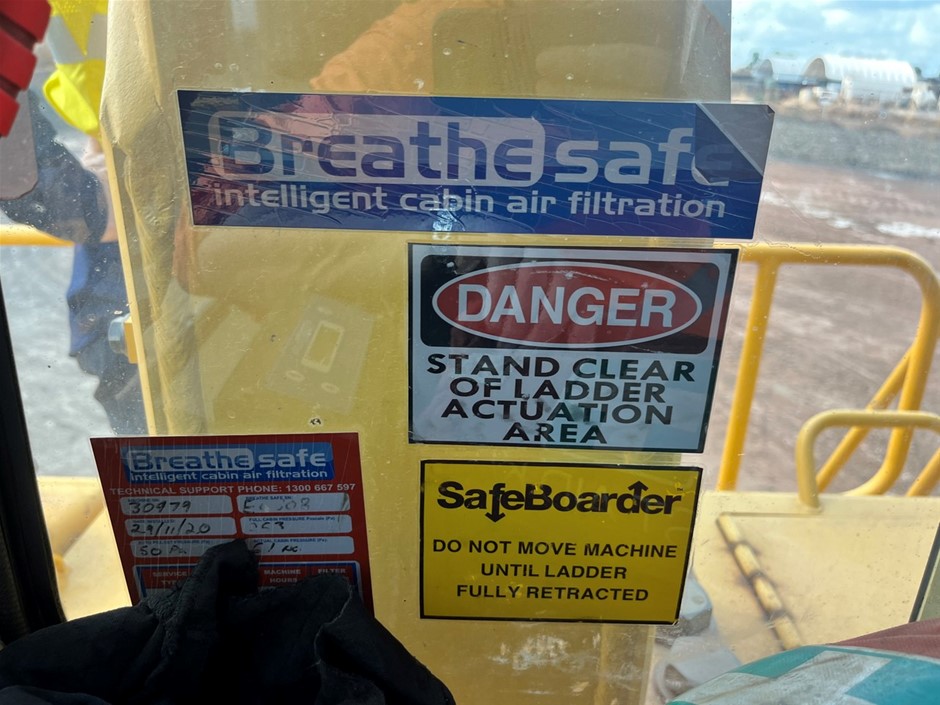 Breathe safe
intelligent cabin air filtration
DANGER
STAND CLEAR
OF LADDER
ACTUATION
AREA
Breathe safe
intelligent cabin air filtration
TECHNICAL SUPPORT PHONE: 1300 667 597
30979
29/11/20
50
SafeBoarder
DO NOT MOVE MACHINE
UNTIL LADDER
FULLY RETRACTED
MACHINE
HOURS
FILTER